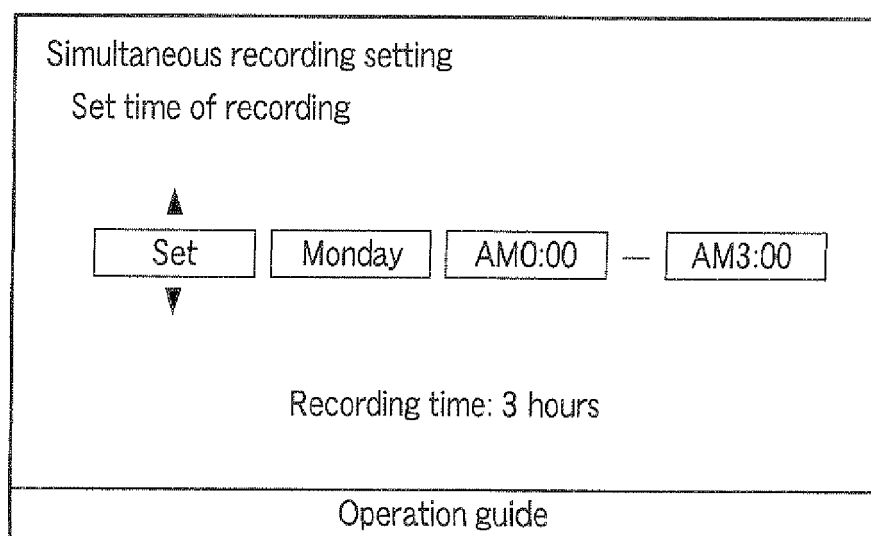 Simultaneous recording setting
Set time of recording
Set Monday AM0:00 — AM3:00
Recording time: 3 hours
Operation guide